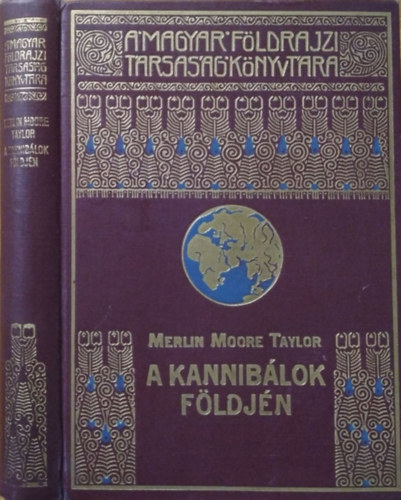 A MAGYAR FÖLDRAJZI
TÁRSASÁG KÖNYVTÁRA
MERLIN MOORE TAYLOR
A KANNIBÁLOK
FÖLDJÉN
A MAGYAR
FÖLDRAJZI
TÁRSASÁG
KÖNYVTÁRA
MERLIN MOORE
TAYLOR
A KANNIBÁLOK
FÖLDJÉN